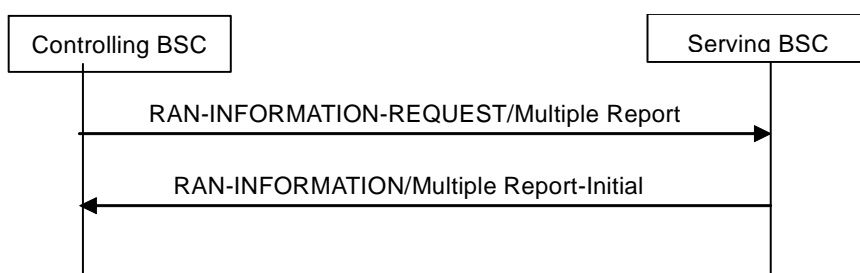 Controlling BSC
Serving BSC
RAN-INFORMATION-REQUEST/Multiple Report
RAN-INFORMATION/Multiple Report-Initial